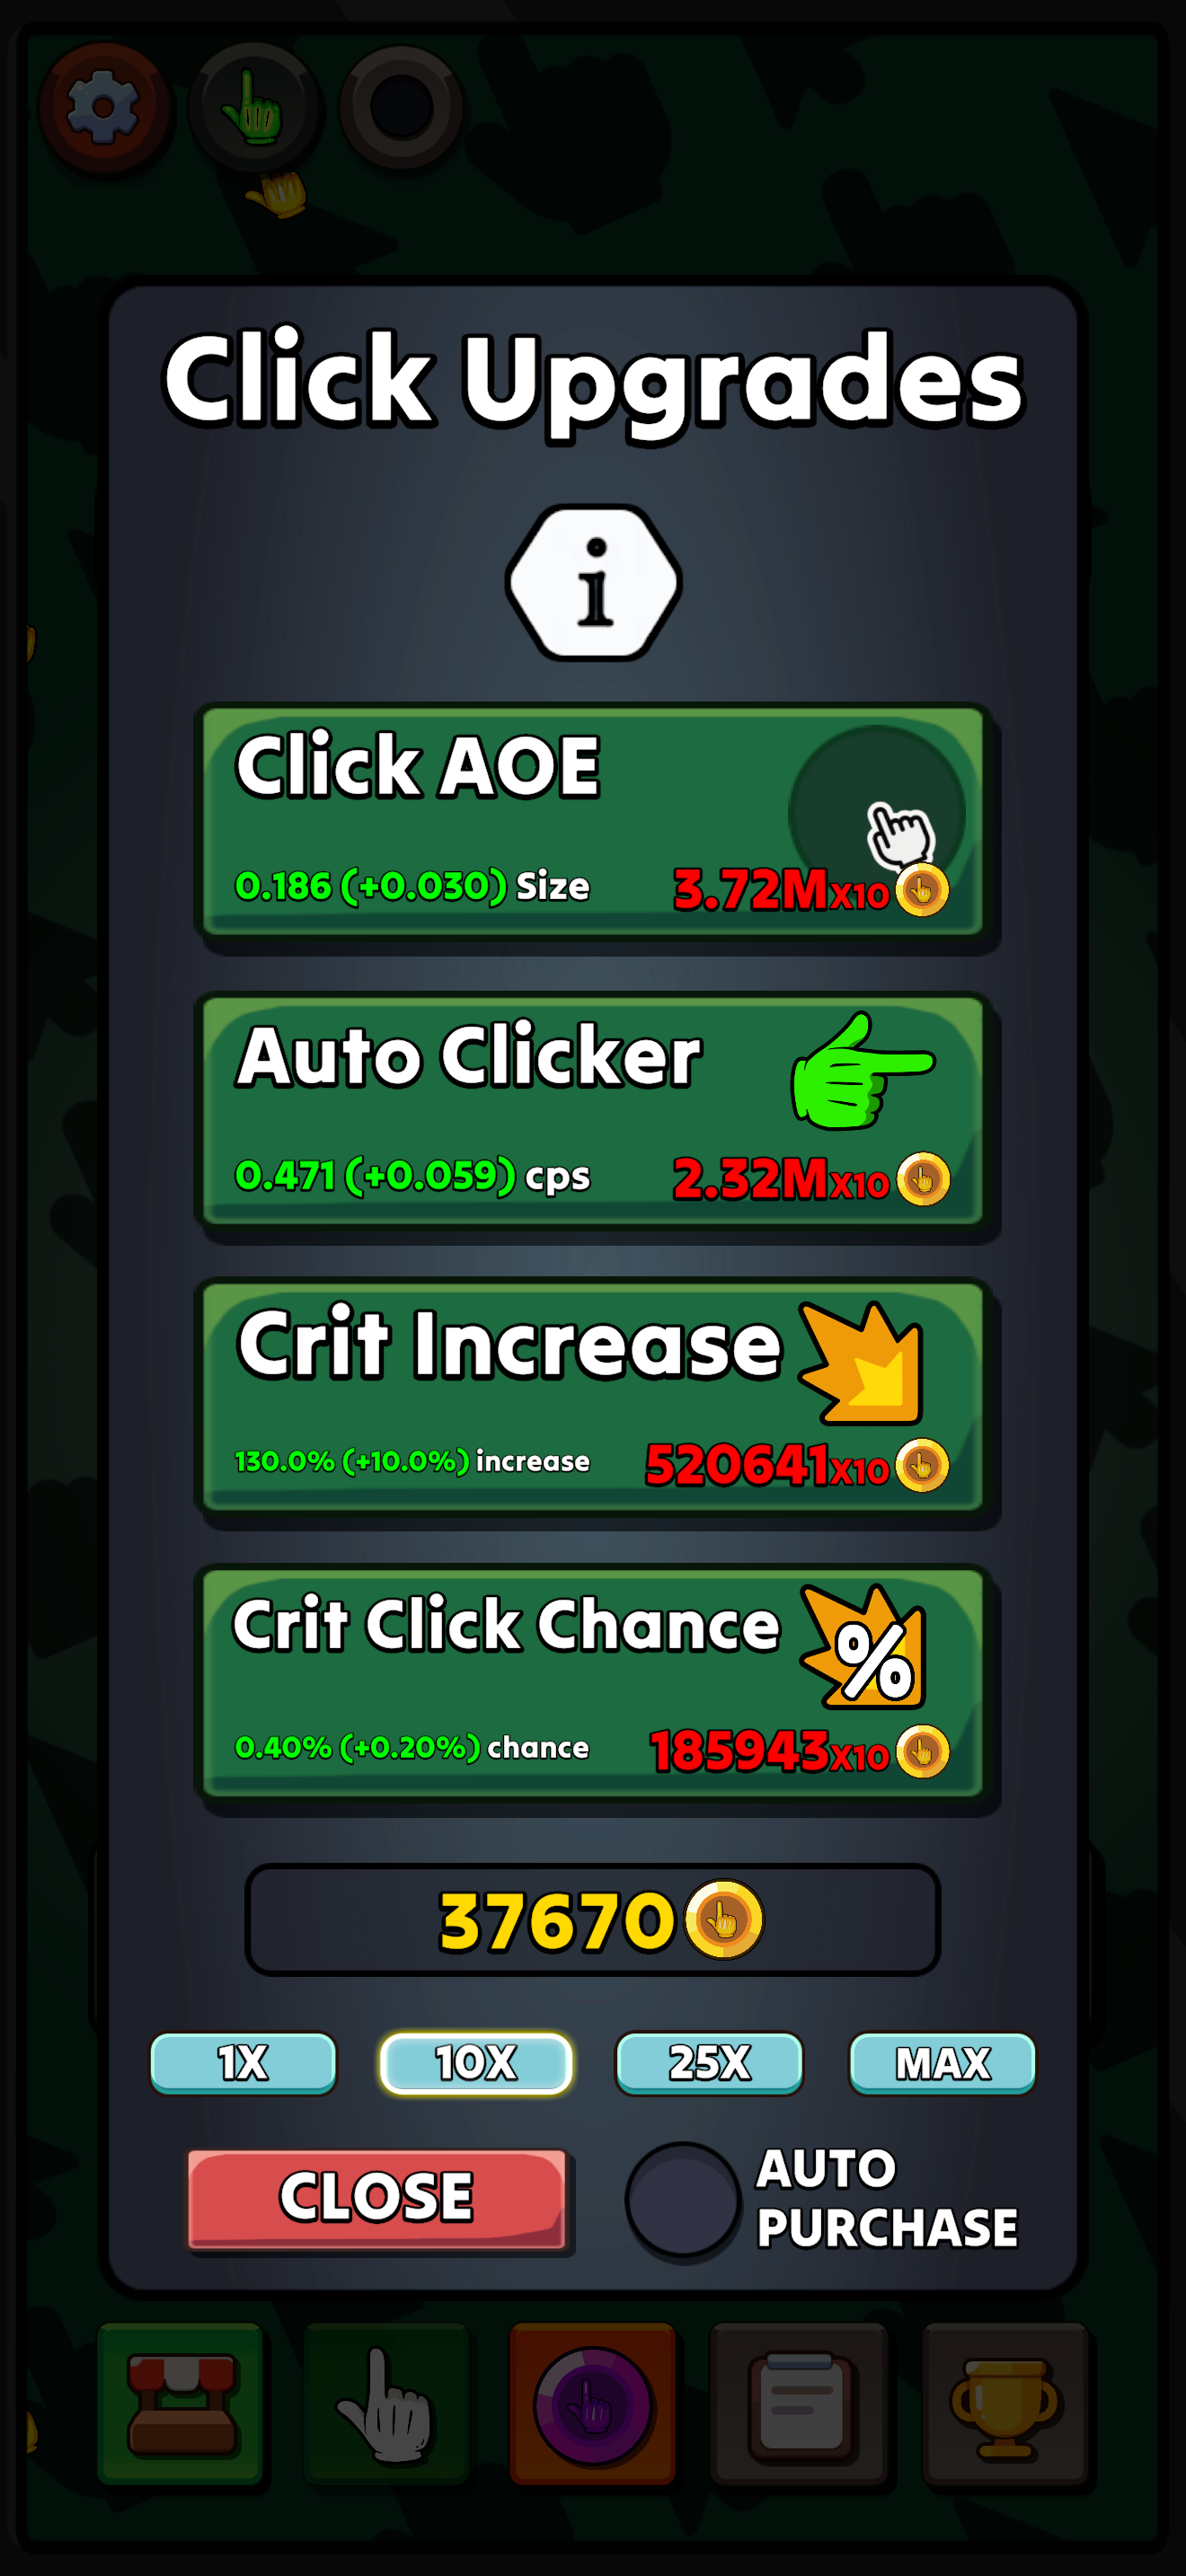 Click Upgrades
i
Click AOE
0.186 (+0.030) Size 3.72MX10
Auto Clicker
0.471 (+0.059) cps 2.32MX10
Crit Increase
130.0% (+10.0%) increase 520641X10
Crit Click Chance
%
0.40% (+0.20%) chance 185943X10
37670
1X 10X 25X MAX
CLOSE
AUTO
PURCHASE